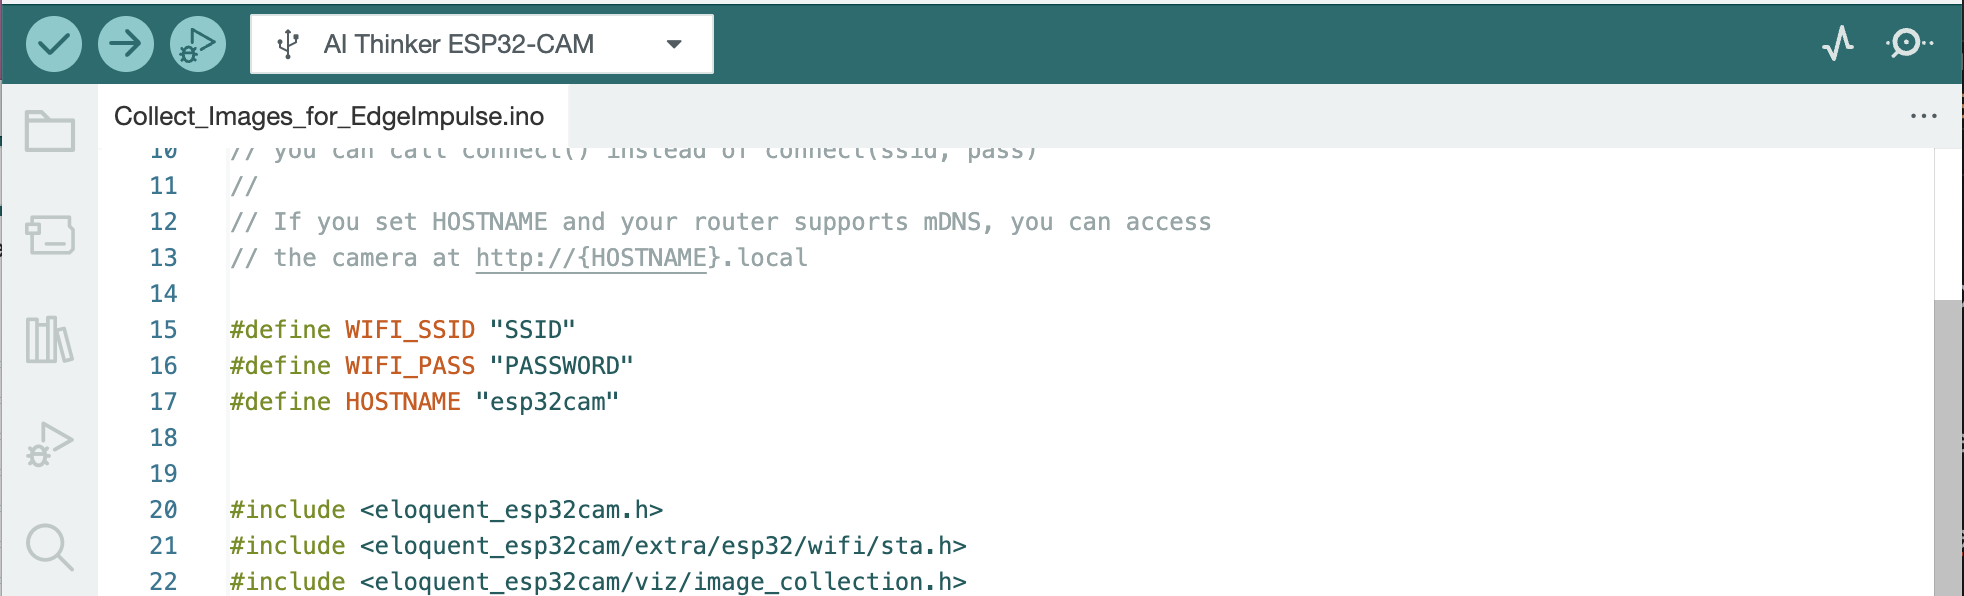 AI Thinker ESP32-CAM
Collect_Images_for_EdgeImpulse.ino
10 // you can call connect() instead of connect(ssid, pass)
11 //
12 // If you set HOSTNAME and your router supports mDNS, you can access
13 // the camera at http://{HOSTNAME}.local
14
15 #define WIFI_SSID "SSID"
16 #define WIFI_PASS "PASSWORD"
17 #define HOSTNAME "esp32cam"
18
19
20 #include <eloquent_esp32cam.h>
21 #include <eloquent_esp32cam/extra/esp32/wifi/sta.h>
22 #include <eloquent_esp32cam/viz/image_collection.h>